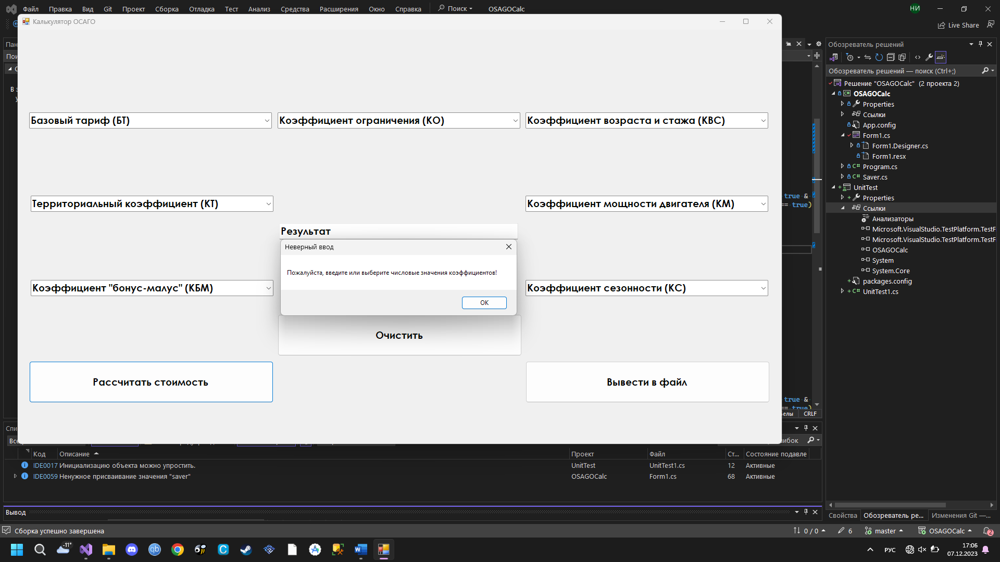 Файл Правка Вид Git Проект Сборка Отладка Тест Анализ Средства Расширения Окно Справка Поиск OSAGOCalc НИ
Калькулятор ОСАГО
Live Share
Обозреватель решений
Обозреватель решений — поиск (Ctrl+;)
Решение "OSAGOCalc" (2 проекта 2)
OSAGOCalc
Properties
Ссылки
App.config
Form1.cs
Form1.Designer.cs
Form1.resx
Program.cs
Saver.cs
UnitTest
Properties
Ссылки
Анализаторы
Microsoft.VisualStudio.TestPlatform.TestF
Microsoft.VisualStudio.TestPlatform.TestF
OSAGOCalc
System
System.Core
packages.config
UnitTest1.cs
Базовый тариф (БТ) Коэффициент ограничения (КО) Коэффициент возраста и стажа (КВС)
Территориальный коэффициент (КТ) Коэффициент мощности двигателя (КМ)
true &
== true)
Результат
Неверный ввод
Пожалуйста, введите или выберите числовые значения коэффициентов!
OK
Коэффициент "бонус-малус" (КБМ) Коэффициент сезонности (КС)
Очистить
Рассчитать стоимость Вывести в файл
true &
CRLF
Код Описание Проект Файл Ст... Состояние подавле
IDE0017 Инициализацию объекта можно упростить. UnitTest UnitTest1.cs 12 Активные
IDE0059 Ненужное присваивание значения "saver" OSAGOCalc Form1.cs 68 Активные
Вывод
Свойства Обозреватель ре... Изменения Git —...
Сборка успешно завершена 0 / 0 6 master OSAGOCalc 2
-11° РУС 17:06
07.12.2023